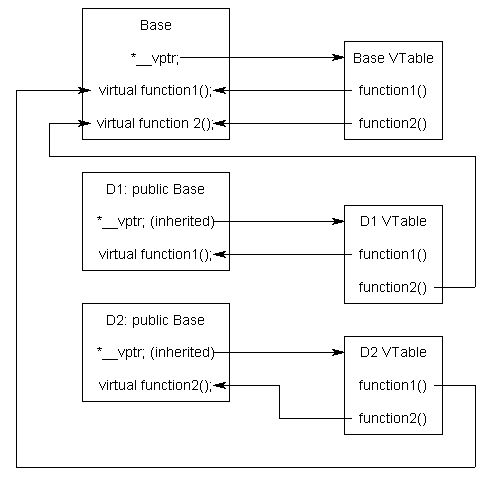 Base
*__vptr;
virtual function1();
virtual function 2();
Base VTable
function1()
function2()
D1: public Base
*__vptr; (inherited)
virtual function1();
D1 VTable
function1()
function2()
D2: public Base
*__vptr; (inherited)
virtual function2();
D2 VTable
function1()
function2()